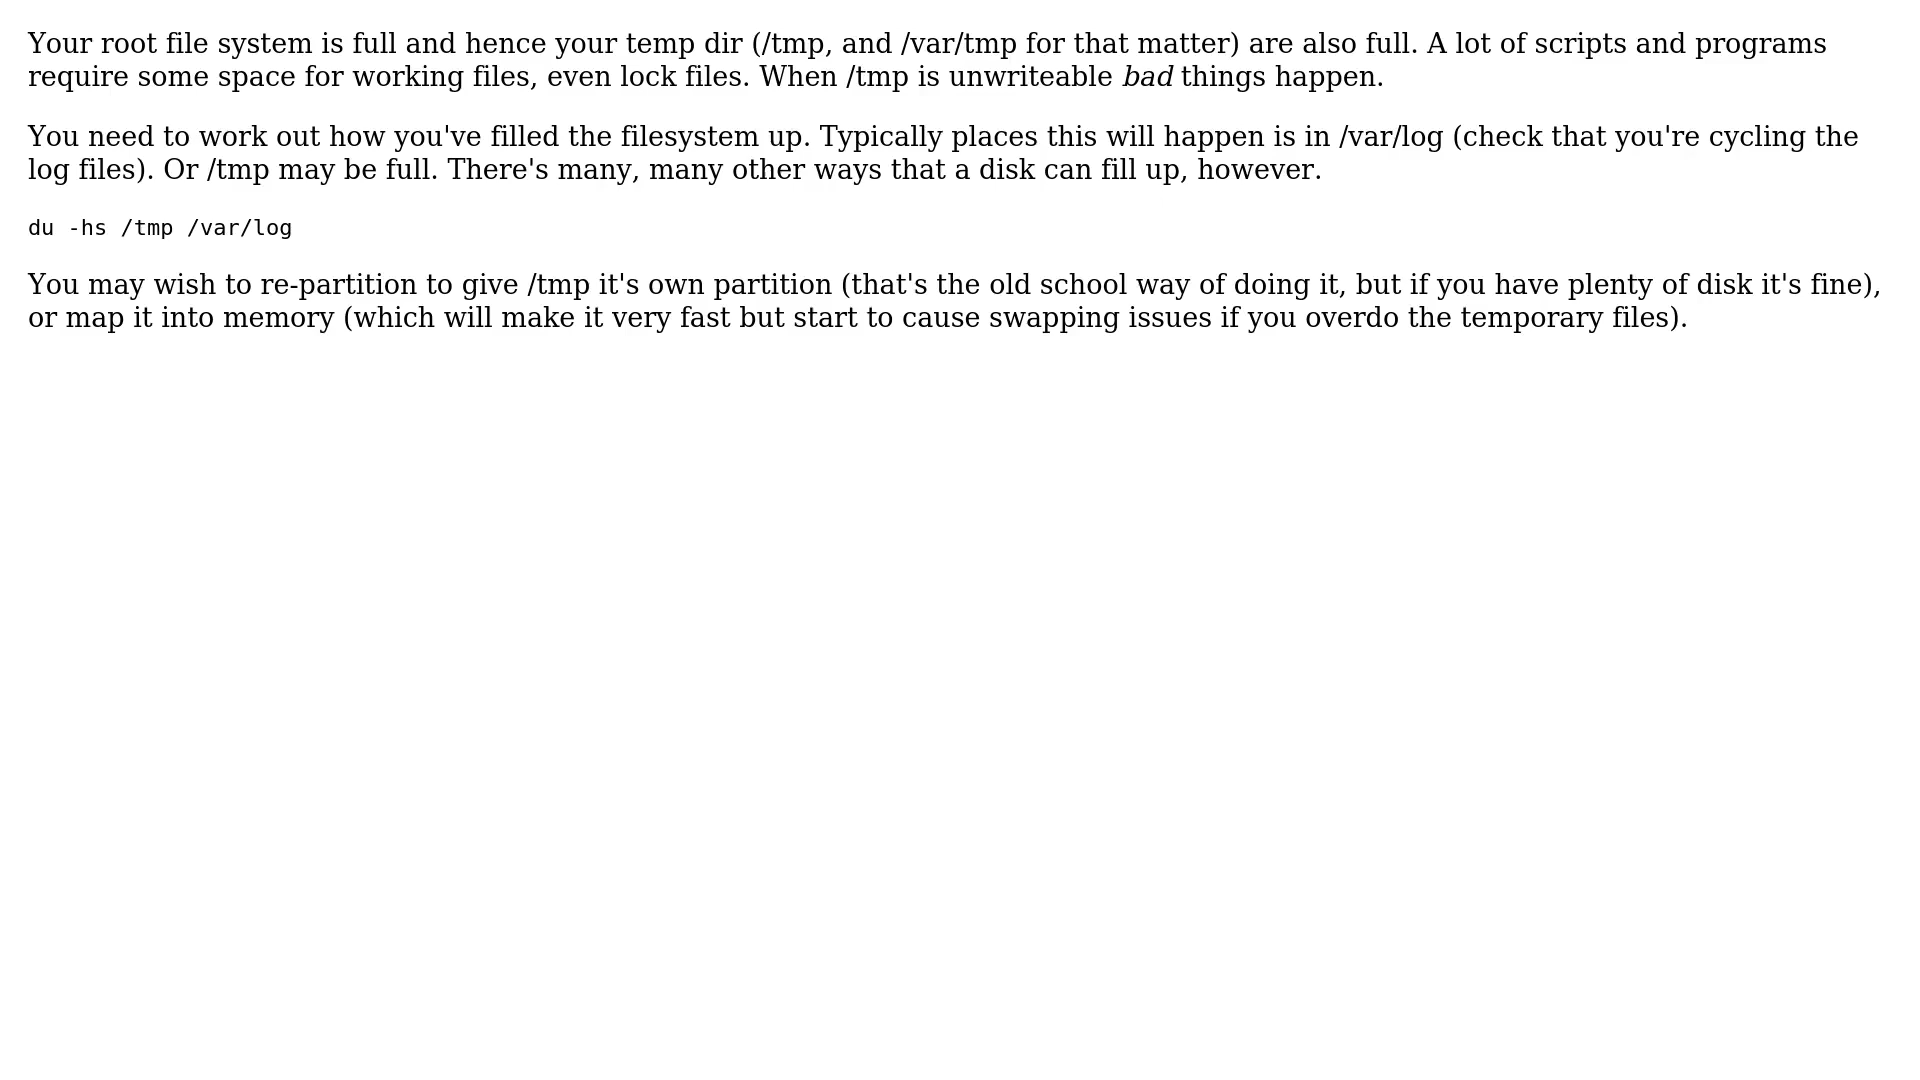 Your root file system is full and hence your temp dir (/tmp, and /var/tmp for that matter) are also full. A lot of scripts and programs
require some space for working files, even lock files. When /tmp is unwriteable bad things happen.
You need to work out how you've filled the filesystem up. Typically places this will happen is in /var/log (check that you're cycling the
log files). Or /tmp may be full. There's many, many other ways that a disk can fill up, however.
du -hs /tmp /var/log
You may wish to re-partition to give /tmp it's own partition (that's the old school way of doing it, but if you have plenty of disk it's fine),
or map it into memory (which will make it very fast but start to cause swapping issues if you overdo the temporary files).